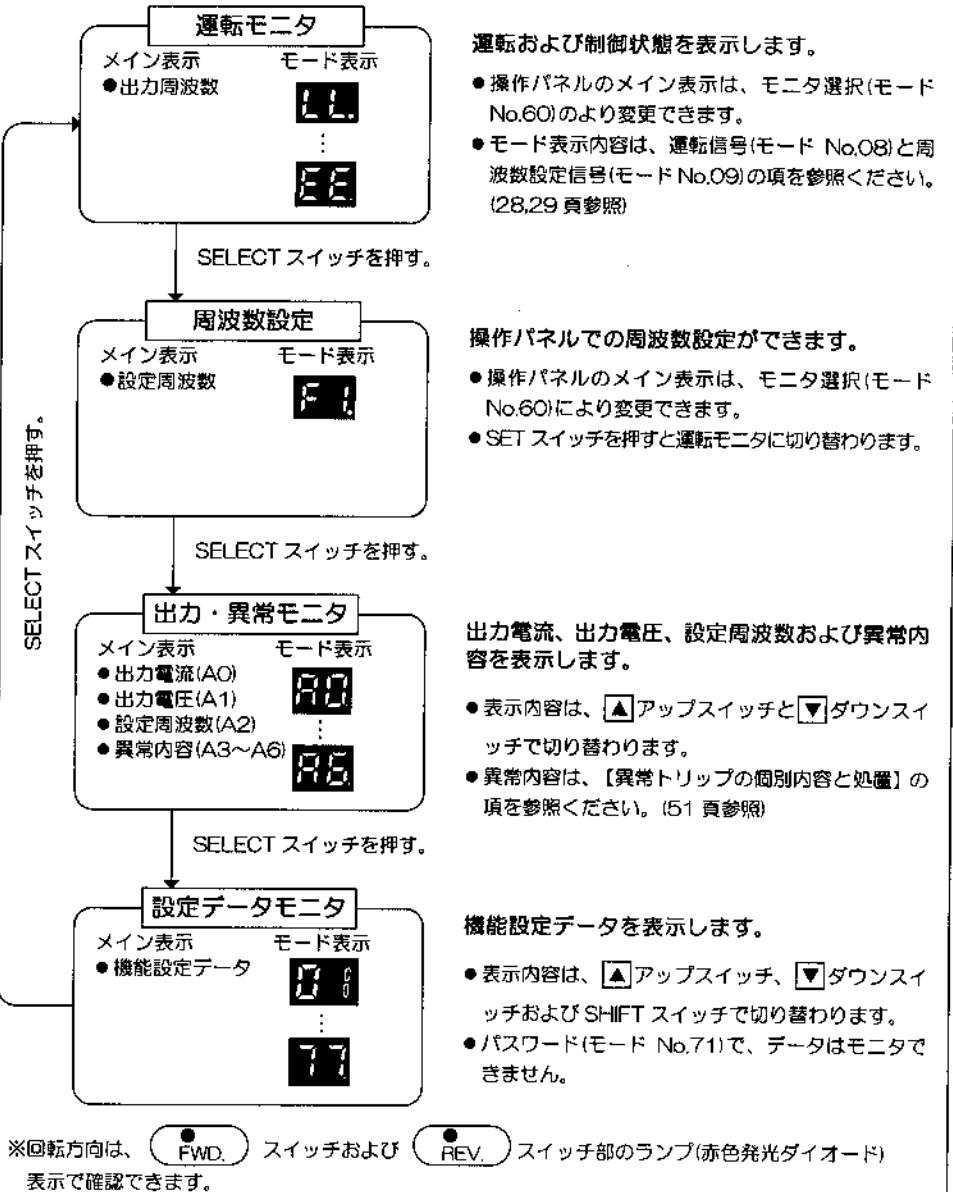 運転モニタ
メイン表示 モード表示
●出力周波数
LL.
⋮
EE.
運転および制御状態を表示します。
●操作パネルのメイン表示は、モニタ選択(モード
No.60)のより変更できます。
●モード表示内容は、運転信号(モード No.08)と周
波数設定信号(モード No.09)の項を参照ください。
(28,29 頁参照)
SELECT スイッチを押す。
周波数設定
メイン表示 モード表示
●設定周波数
F1.
操作パネルでの周波数設定ができます。
●操作パネルのメイン表示は、モニタ選択(モード
No.60)により変更できます。
●SET スイッチを押すと運転モニタに切り替わります。
SELECT スイッチを押す。
SELECT スイッチを押す。
出力・異常モニタ
メイン表示 モード表示
●出力電流(A0)
●出力電圧(A1)
●設定周波数(A2)
●異常内容(A3～A6)
A0
⋮
A6.
出力電流、出力電圧、設定周波数および異常内
容を表示します。
●表示内容は、▲アップスイッチと▼ダウンスイ
ッチで切り替わります。
●異常内容は、【異常トリップの個別内容と処置】の
項を参照ください。(51 頁参照)
SELECT スイッチを押す。
設定データモニタ
メイン表示 モード表示
●機能設定データ
01
⋮
77.
機能設定データを表示します。
●表示内容は、▲アップスイッチ、▼ダウンスイ
ッチおよび SHIFT スイッチで切り替わります。
●パスワード(モード No.71)で、データはモニタで
きません。
※回転方向は、 FWD. スイッチおよび REV. スイッチ部のランプ(赤色発光ダイオード)
表示で確認できます。